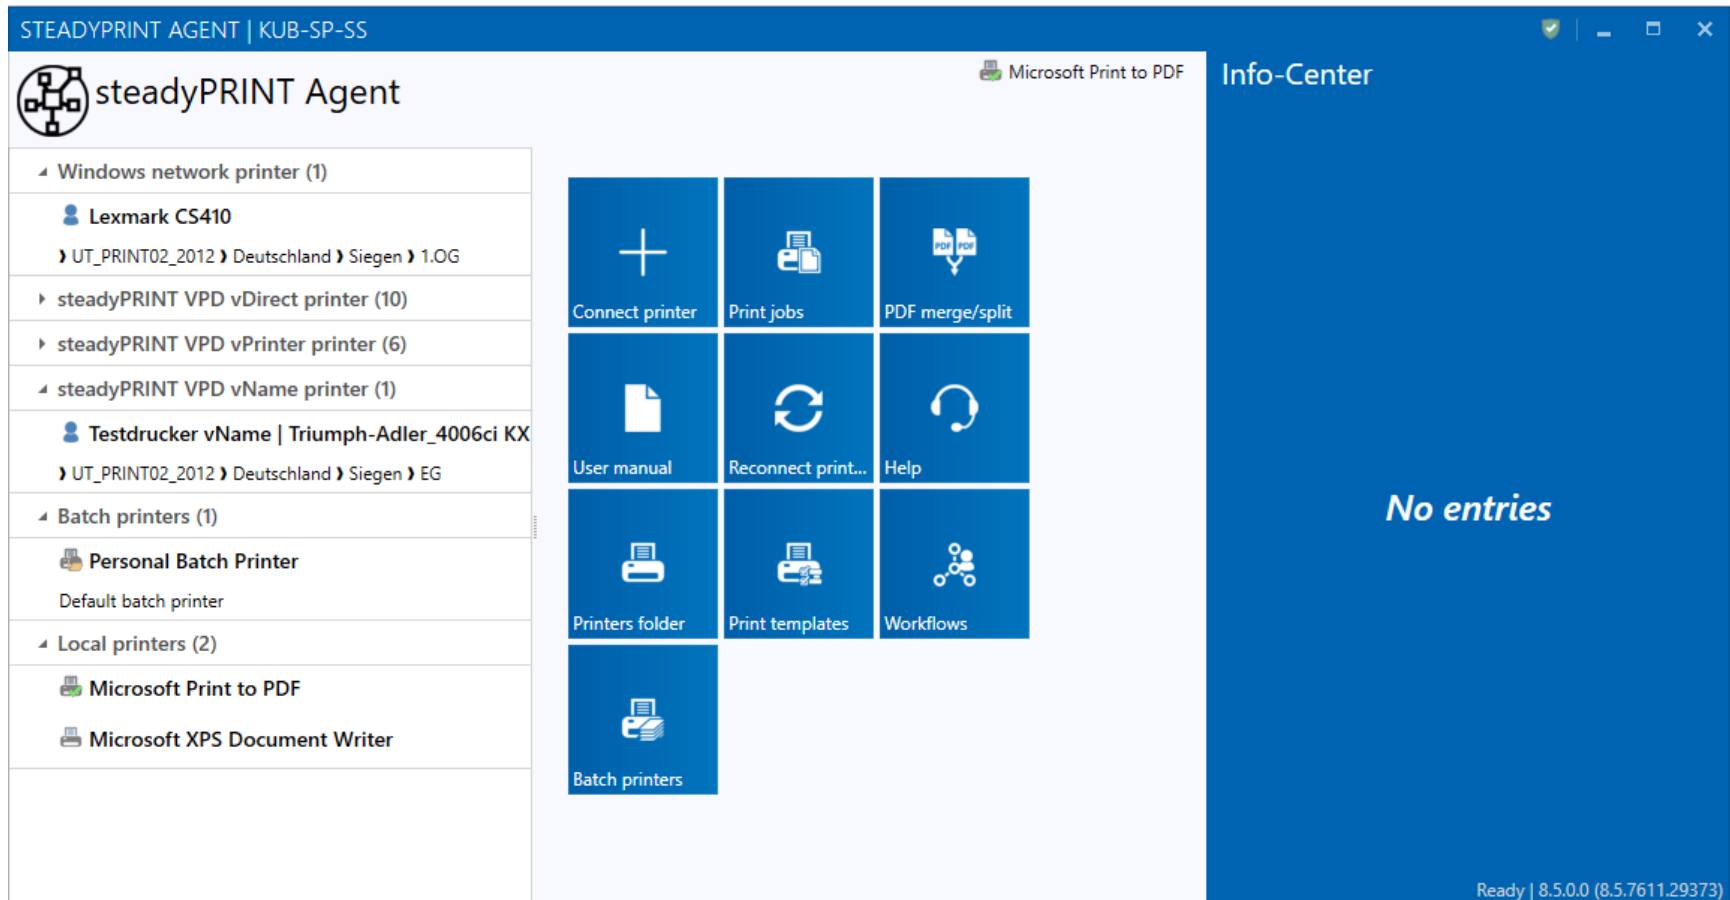 STEADYPRINT AGENT | KUB-SP-SS
steadyPRINT Agent
Microsoft Print to PDF
Info-Center
Windows network printer (1)
Lexmark CS410
❩ UT_PRINT02_2012 ❩ Deutschland ❩ Siegen ❩ 1.OG
steadyPRINT VPD vDirect printer (10)
steadyPRINT VPD vPrinter printer (6)
steadyPRINT VPD vName printer (1)
Testdrucker vName | Triumph-Adler_4006ci KX
❩ UT_PRINT02_2012 ❩ Deutschland ❩ Siegen ❩ EG
Batch printers (1)
Personal Batch Printer
Default batch printer
Local printers (2)
Microsoft Print to PDF
Microsoft XPS Document Writer
Connect printer
Print jobs
PDF PDF
PDF merge/split
User manual
Reconnect print...
Help
Printers folder
Print templates
Workflows
Batch printers
No entries
Ready | 8.5.0.0 (8.5.7611.29373)